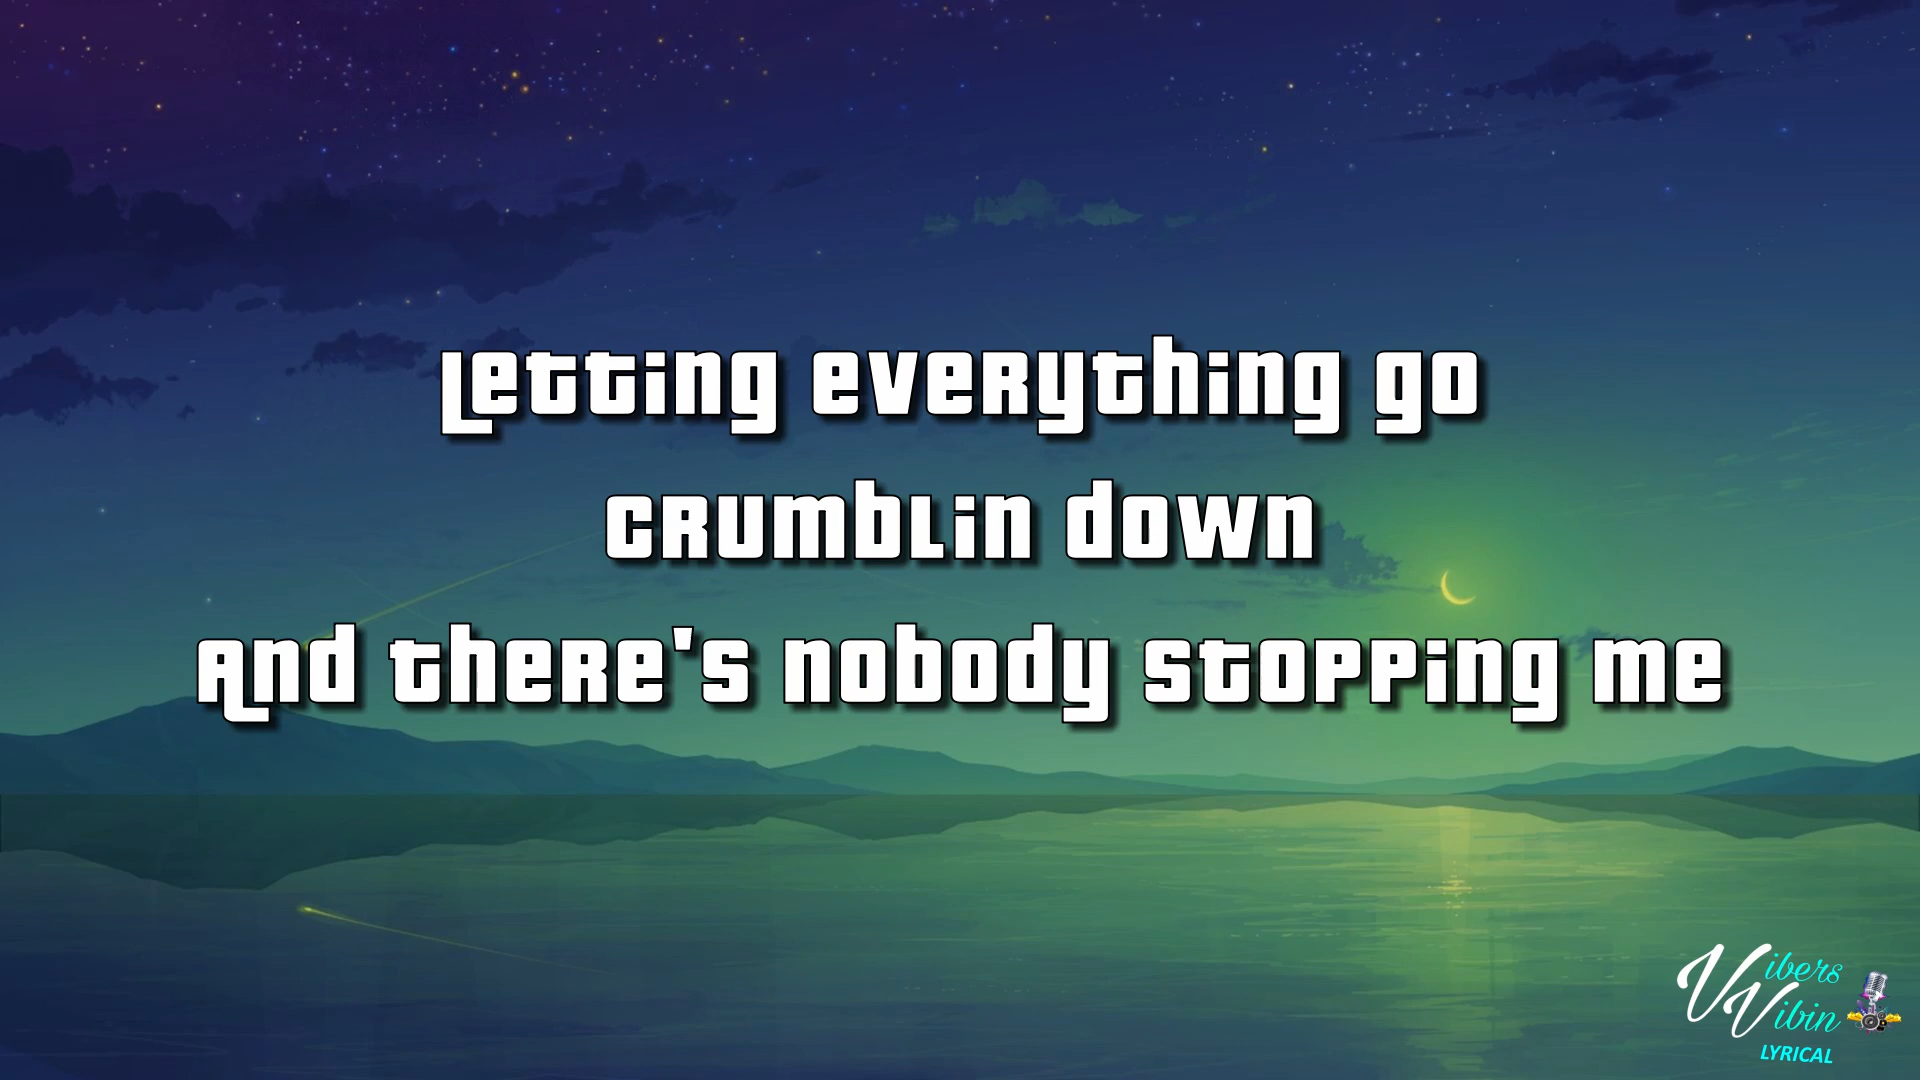 Letting everything go
crumblin down
And there's nobody stopping me
Vibers
Vibin
LYRICAL